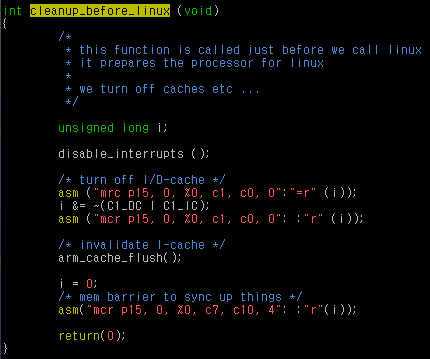 int cleanup_before_linux (void)
{
/*
* this function is called just before we call linux
* it prepares the processor for linux
*
* we turn off caches etc ...
*/
unsigned long i;
disable_interrupts ();
/* turn off I/D-cache */
asm ("mrc p15, 0, %0, c1, c0, 0":"=r" (i));
i &= ~(C1_DC | C1_IC);
asm ("mcr p15, 0, %0, c1, c0, 0": :"r" (i));
/* invalidate I-cache */
arm_cache_flush();
i = 0;
/* mem barrier to sync up things */
asm("mcr p15, 0, %0, c7, c10, 4": :"r"(i));
return(0);
}